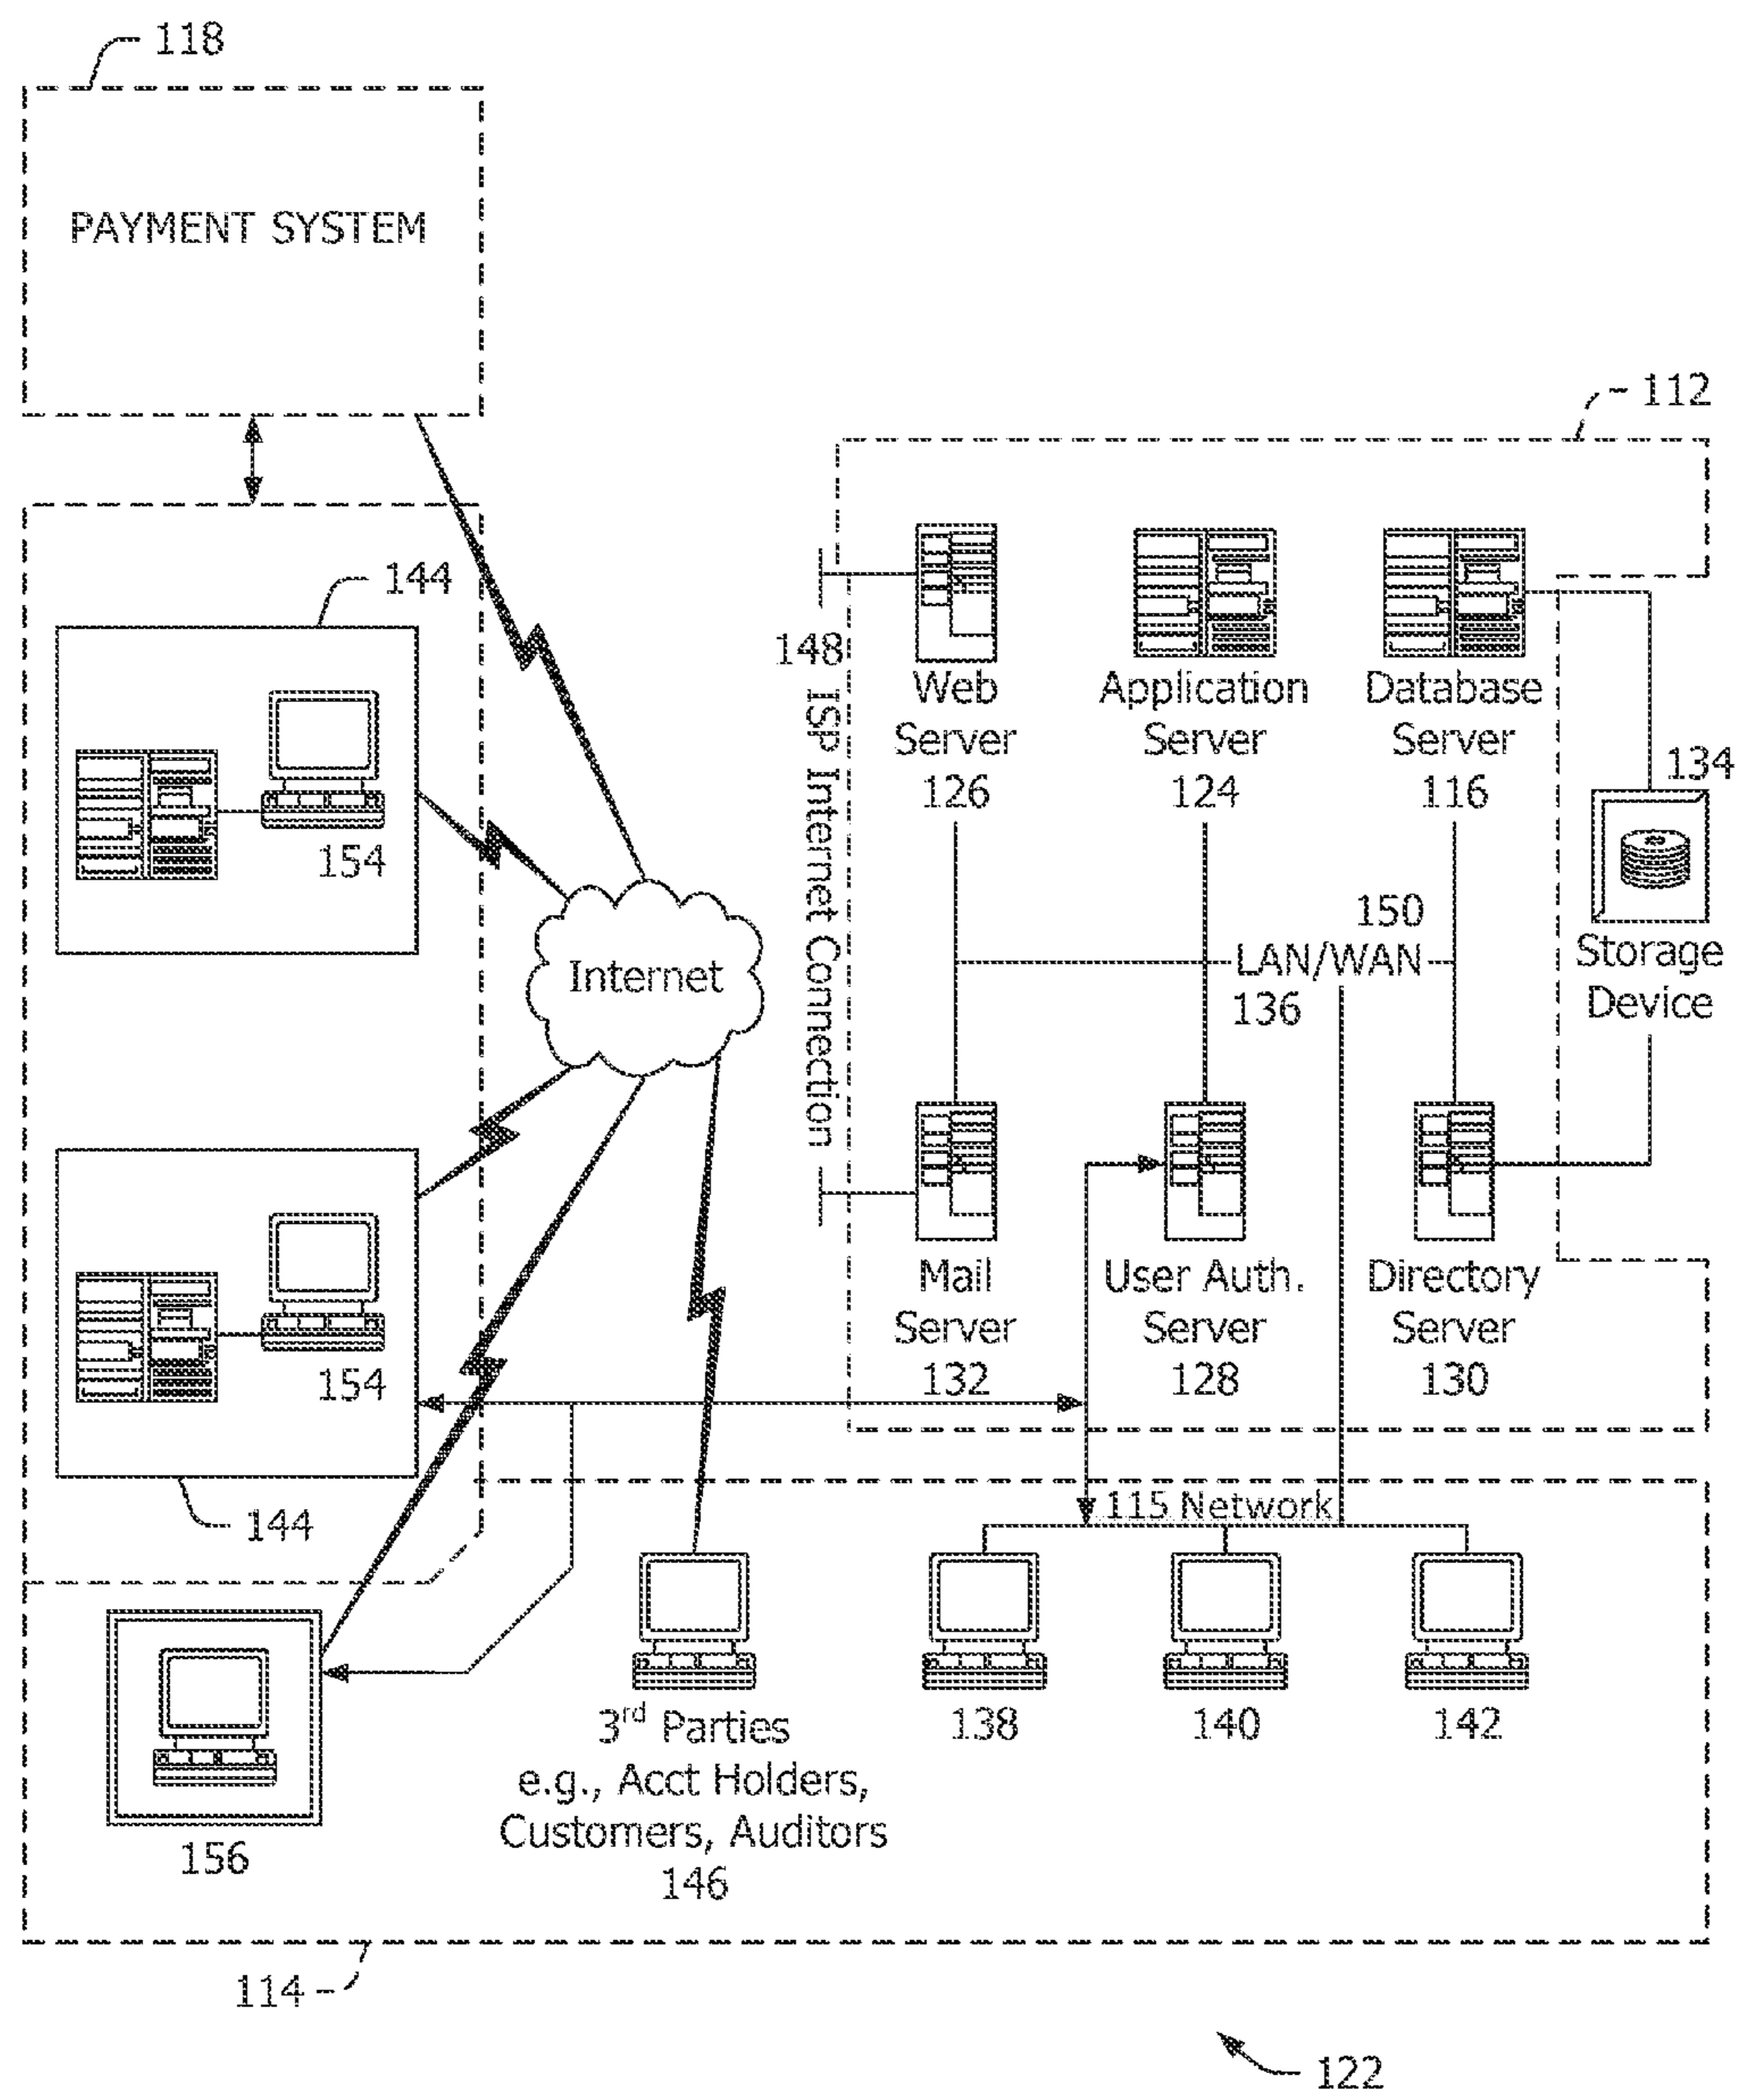 118
PAYMENT SYSTEM
112
144
154
148 ISP Internet Connection
Web
Server
126
Application
Server
124
Database
Server
116
134
Storage
Device
150
LAN/WAN
136
Internet
154
144
Mail
Server
132
User Auth.
Server
128
Directory
Server
130
115 Network
156
3rd Parties
e.g., Acct Holders,
Customers, Auditors
146
138
140
142
114
122